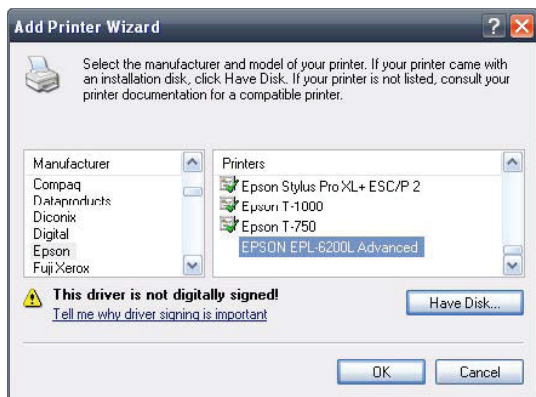 Add Printer Wizard
Select the manufacturer and model of your printer. If your printer came with
an installation disk, click Have Disk. If your printer is not listed, consult your
printer documentation for a compatible printer.
Manufacturer
Compaq
Dataproducts
Diconix
Digital
Epson
Fuji Xerox
Printers
Epson Stylus Pro XL+ ESC/P 2
Epson T-1000
Epson T-750
EPSON EPL-6200L Advanced
This driver is not digitally signed!
Tell me why driver signing is important
Have Disk...
OK
Cancel